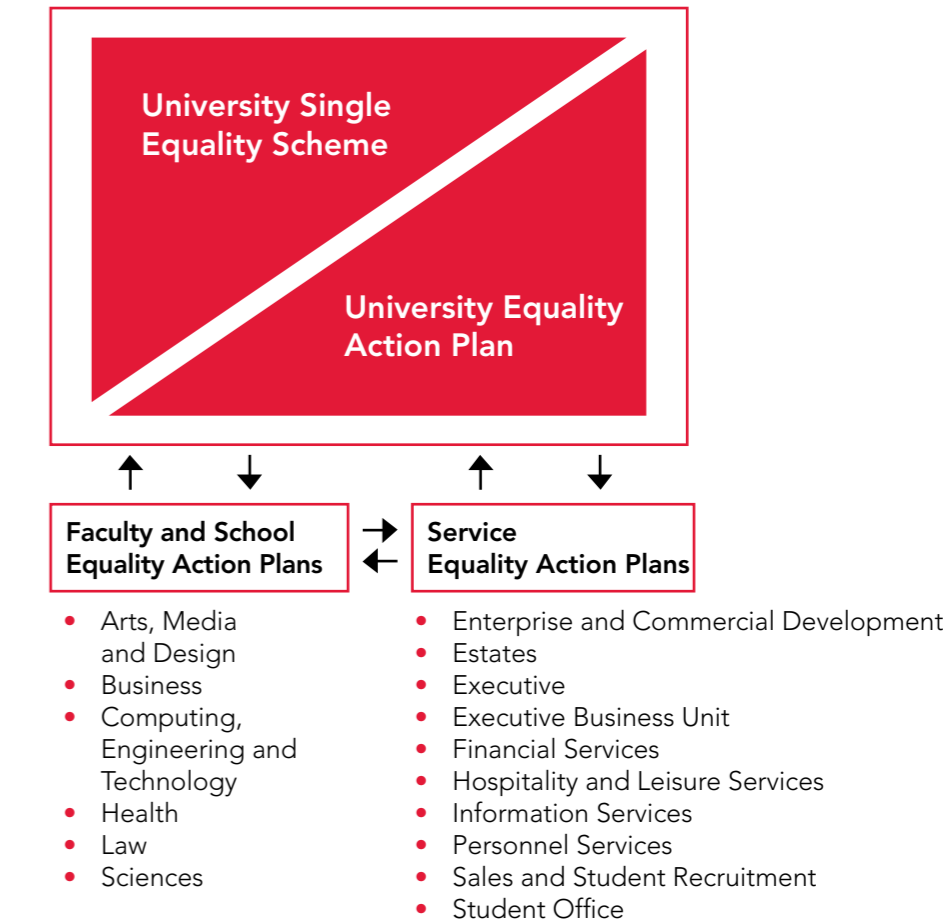 University Single
Equality Scheme
University Equality
Action Plan
Faculty and School
Equality Action Plans
• Arts, Media
and Design
• Business
• Computing,
Engineering and
Technology
• Health
• Law
• Sciences
Service
Equality Action Plans
• Enterprise and Commercial Development
• Estates
• Executive
• Executive Business Unit
• Financial Services
• Hospitality and Leisure Services
• Information Services
• Personnel Services
• Sales and Student Recruitment
• Student Office